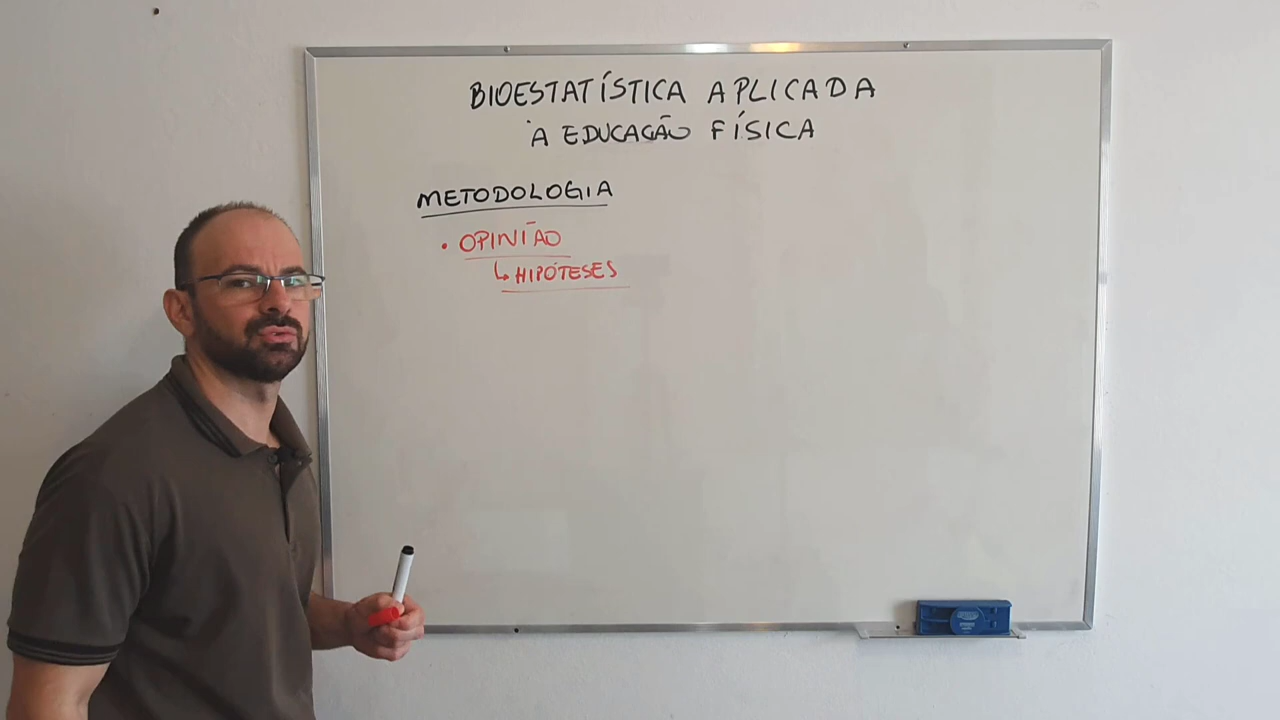 BIOESTATÍSTICA APLICADA
À EDUCAÇÃO FÍSICA
METODOLOGIA
• OPINIÃO
↳ HIPÓTESES